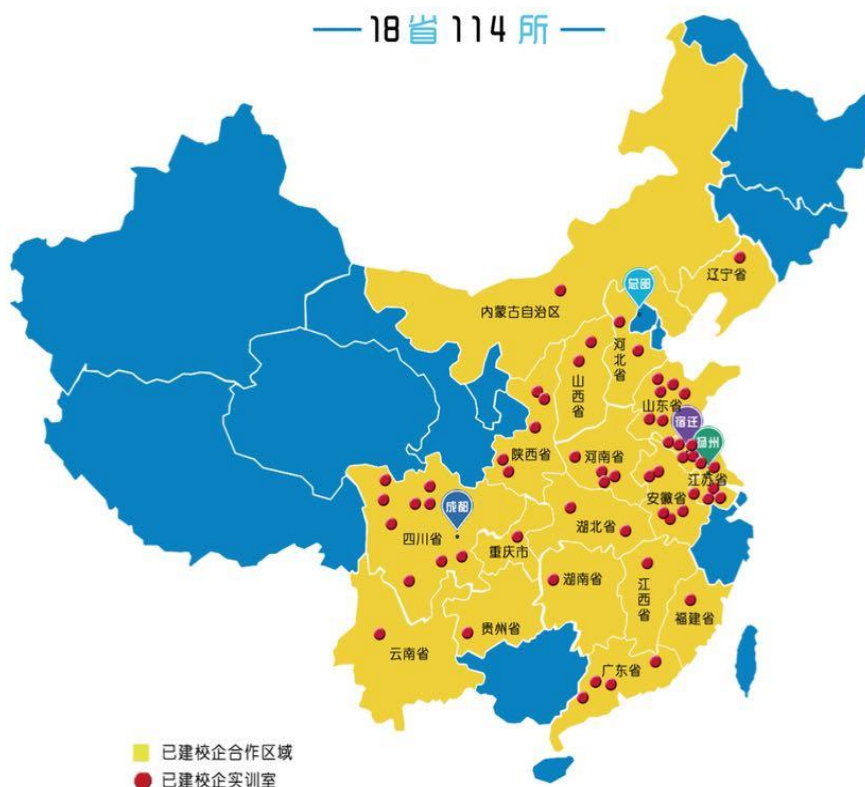 18省114所
辽宁省
总部
内蒙古自治区
河北省
山西省
山东省
宿迁
扬州
陕西省
河南省
江苏省
安徽省
成都
四川省
重庆市
湖北省
湖南省
江西省
福建省
贵州省
云南省
广东省
已建校企合作区域
已建校企实训室